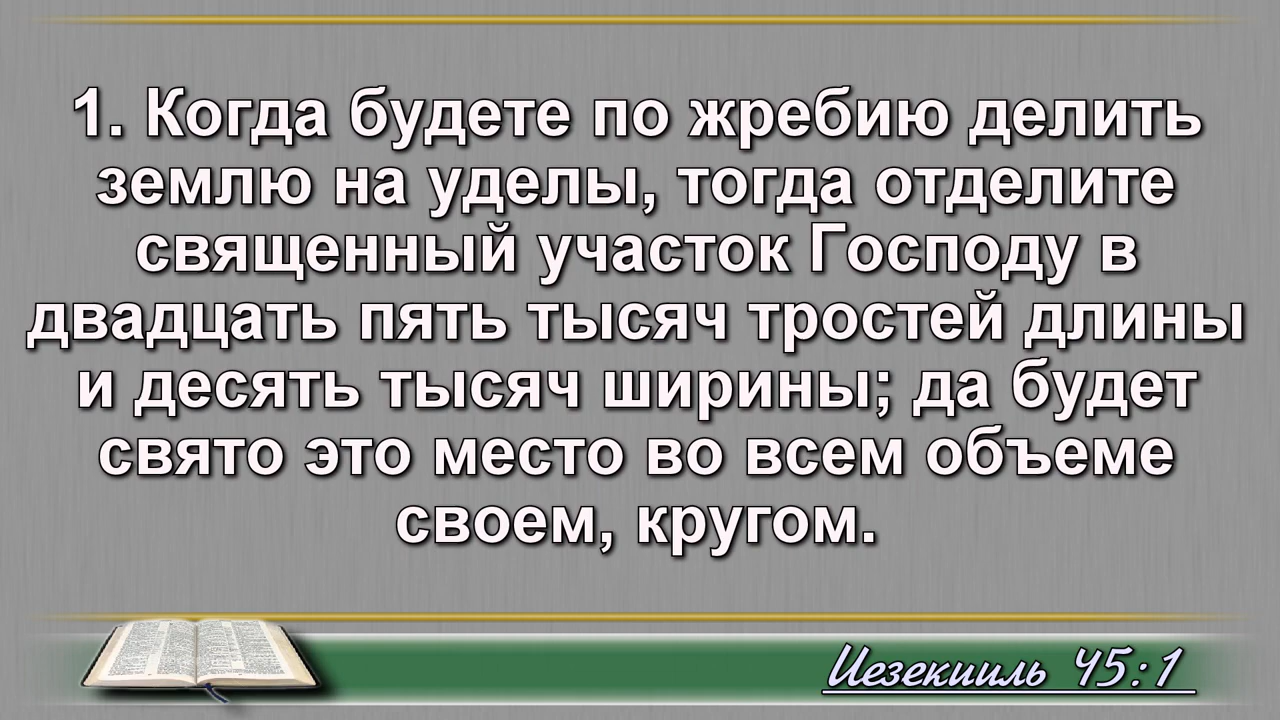 1. Когда будете по жребию делить
землю на уделы, тогда отделите
священный участок Господу в
двадцать пять тысяч тростей длины
и десять тысяч ширины; да будет
свято это место во всем объеме
своем, кругом.
Иезекииль 45:1